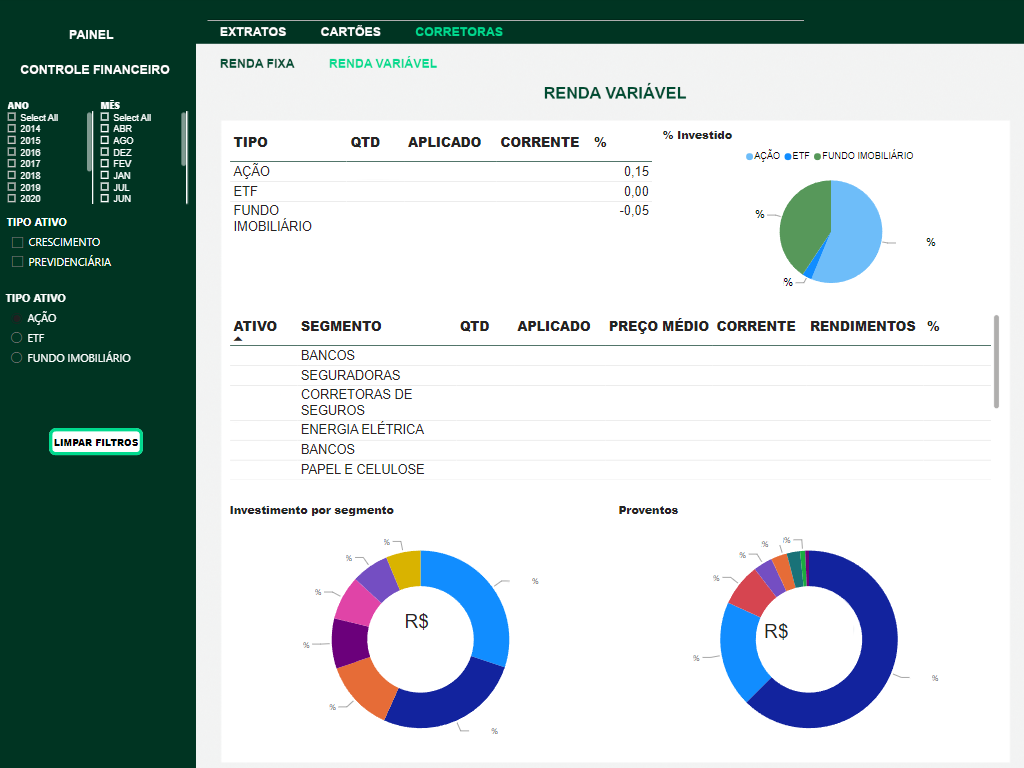 PAINEL
CONTROLE FINANCEIRO
ANO
Select All
2014
2015
2016
2017
2018
2019
2020
MÊS
Select All
ABR
AGO
DEZ
FEV
JAN
JUL
JUN
TIPO ATIVO
CRESCIMENTO
PREVIDENCIÁRIA
TIPO ATIVO
AÇÃO
ETF
FUNDO IMOBILIÁRIO
LIMPAR FILTROS
EXTRATOS CARTÕES CORRETORAS
RENDA FIXA RENDA VARIÁVEL
RENDA VARIÁVEL
TIPO QTD APLICADO CORRENTE %
AÇÃO 0,15
ETF 0,00
FUNDO -0,05
IMOBILIÁRIO
% Investido
AÇÃO ETF FUNDO IMOBILIÁRIO
%
%
%
ATIVO SEGMENTO QTD APLICADO PREÇO MÉDIO CORRENTE RENDIMENTOS %
BANCOS
SEGURADORAS
CORRETORAS DE
SEGUROS
ENERGIA ELÉTRICA
BANCOS
PAPEL E CELULOSE
Investimento por segmento
%
%
%
%
%
%
%
R$
Proventos
%
%
%
%
%
%
R$
%